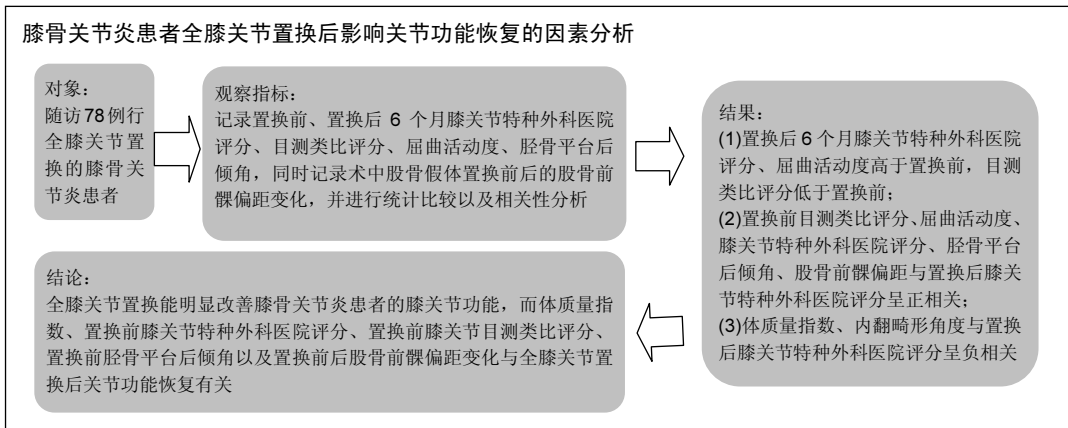 膝骨关节炎患者全膝关节置换后影响关节功能恢复的因素分析
对象：
随访78例行
全膝关节置
换的膝骨关
节炎患者
观察指标：
记录置换前、置换后 6 个月膝关节特种外科医院
评分、目测类比评分、屈曲活动度、胫骨平台后
倾角，同时记录术中股骨假体置换前后的股骨前
髁偏距变化，并进行统计比较以及相关性分析
结果：
(1)置换后 6 个月膝关节特种外科医院
评分、屈曲活动度高于置换前，目测
类比评分低于置换前；
(2)置换前目测类比评分、屈曲活动度、
膝关节特种外科医院评分、胫骨平台
后倾角、股骨前髁偏距与置换后膝关
节特种外科医院评分呈正相关；
(3)体质量指数、内翻畸形角度与置换
后膝关节特种外科医院评分呈负相关
结论：
全膝关节置换能明显改善膝骨关节炎患者的膝关节功能，而体质量指
数、置换前膝关节特种外科医院评分、置换前膝关节目测类比评分、
置换前胫骨平台后倾角以及置换前后股骨前髁偏距变化与全膝关节置
换后关节功能恢复有关